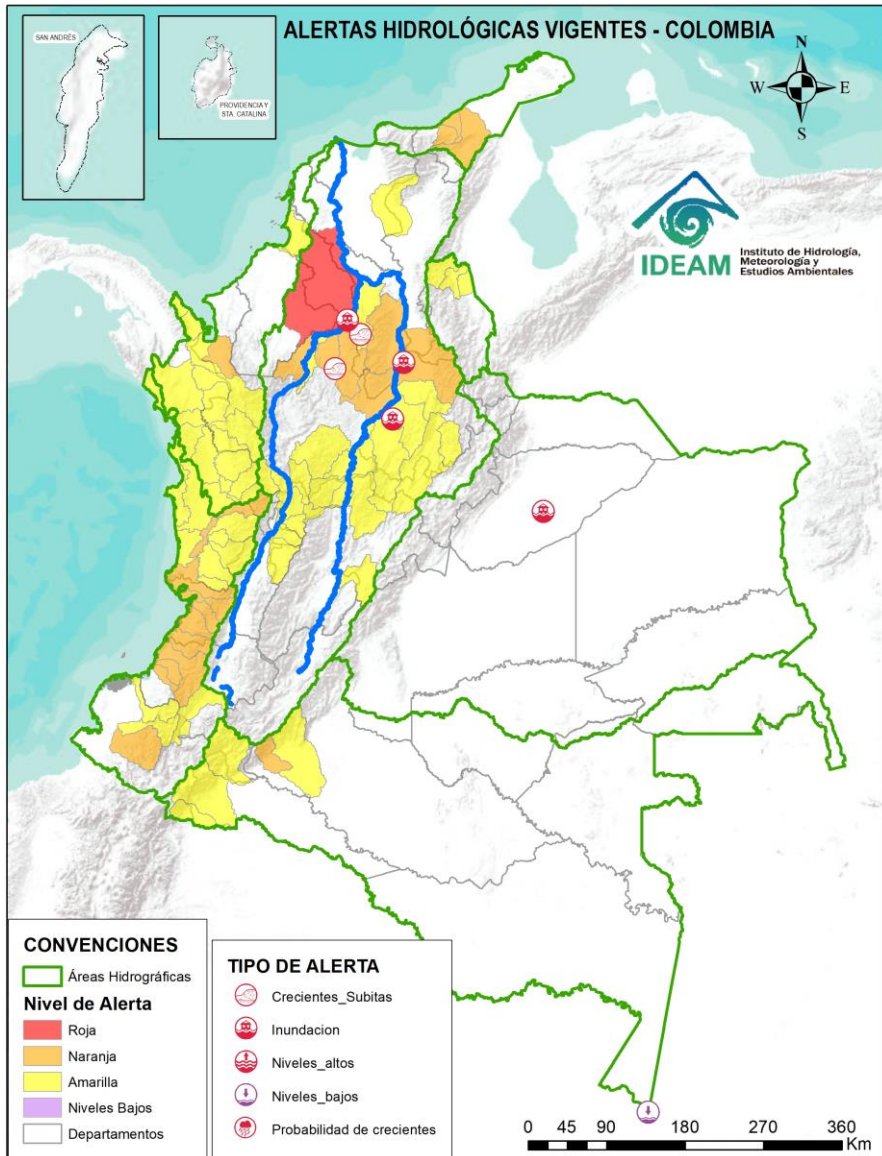 ALERTAS HIDROLÓGICAS VIGENTES - COLOMBIA
SAN ANDRÉS
PROVIDENCIA Y
STA. CATALINA
N
W
E
S
IDEAM
Instituto de Hidrología,
Meteorología y
Estudios Ambientales
CONVENCIONES
Áreas Hidrográficas
Nivel de Alerta
Roja
Naranja
Amarilla
Niveles Bajos
Departamentos
TIPO DE ALERTA
Crecientes_Subitas
Inundacion
Niveles_altos
Niveles_bajos
Probabilidad de crecientes
0 45 90 180 270 360
Km